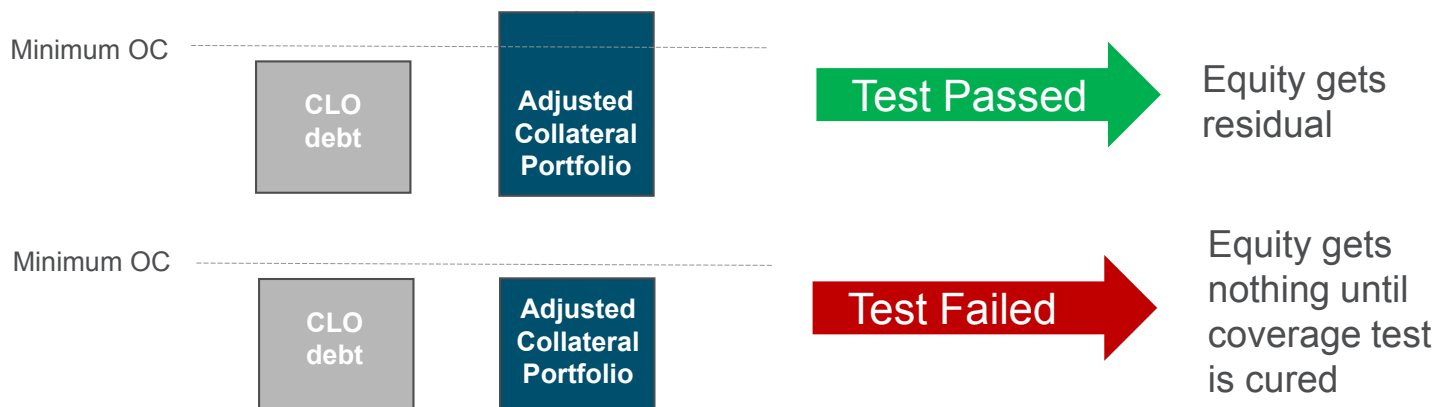 Minimum OC
CLO
debt
Adjusted
Collateral
Portfolio
Test Passed
Equity gets
residual
Minimum OC
CLO
debt
Adjusted
Collateral
Portfolio
Test Failed
Equity gets
nothing until
coverage test
is cured